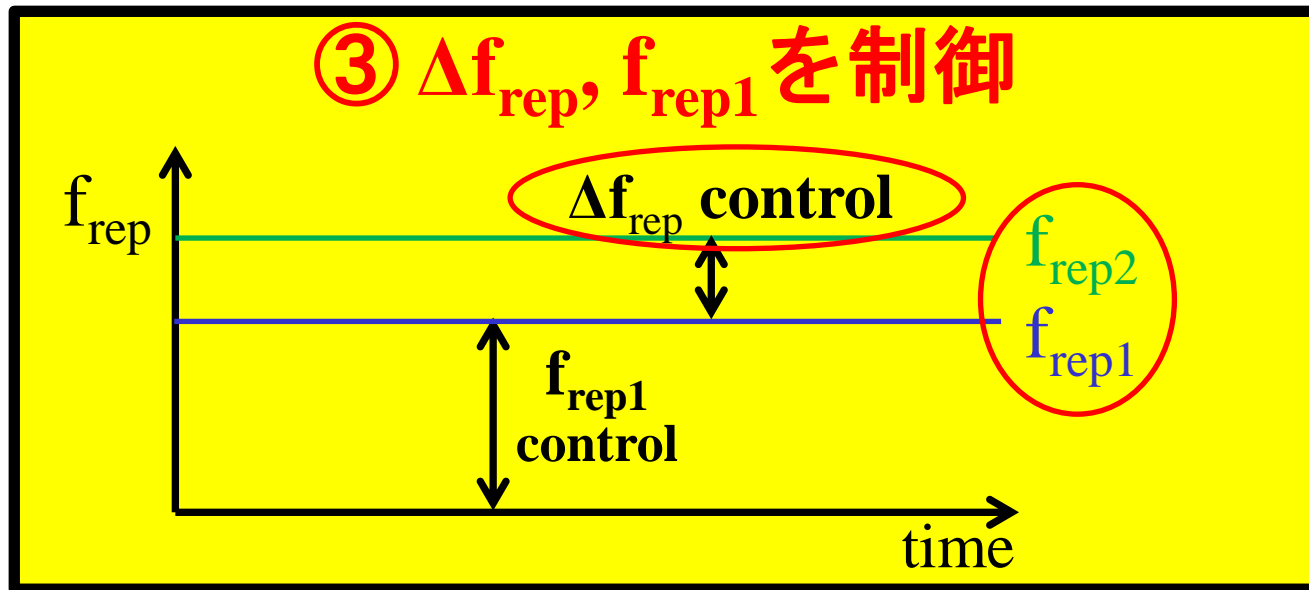 ③ Δfrep, frep1を制御
frep
Δfrep control
frep2
frep1
frep1
control
time